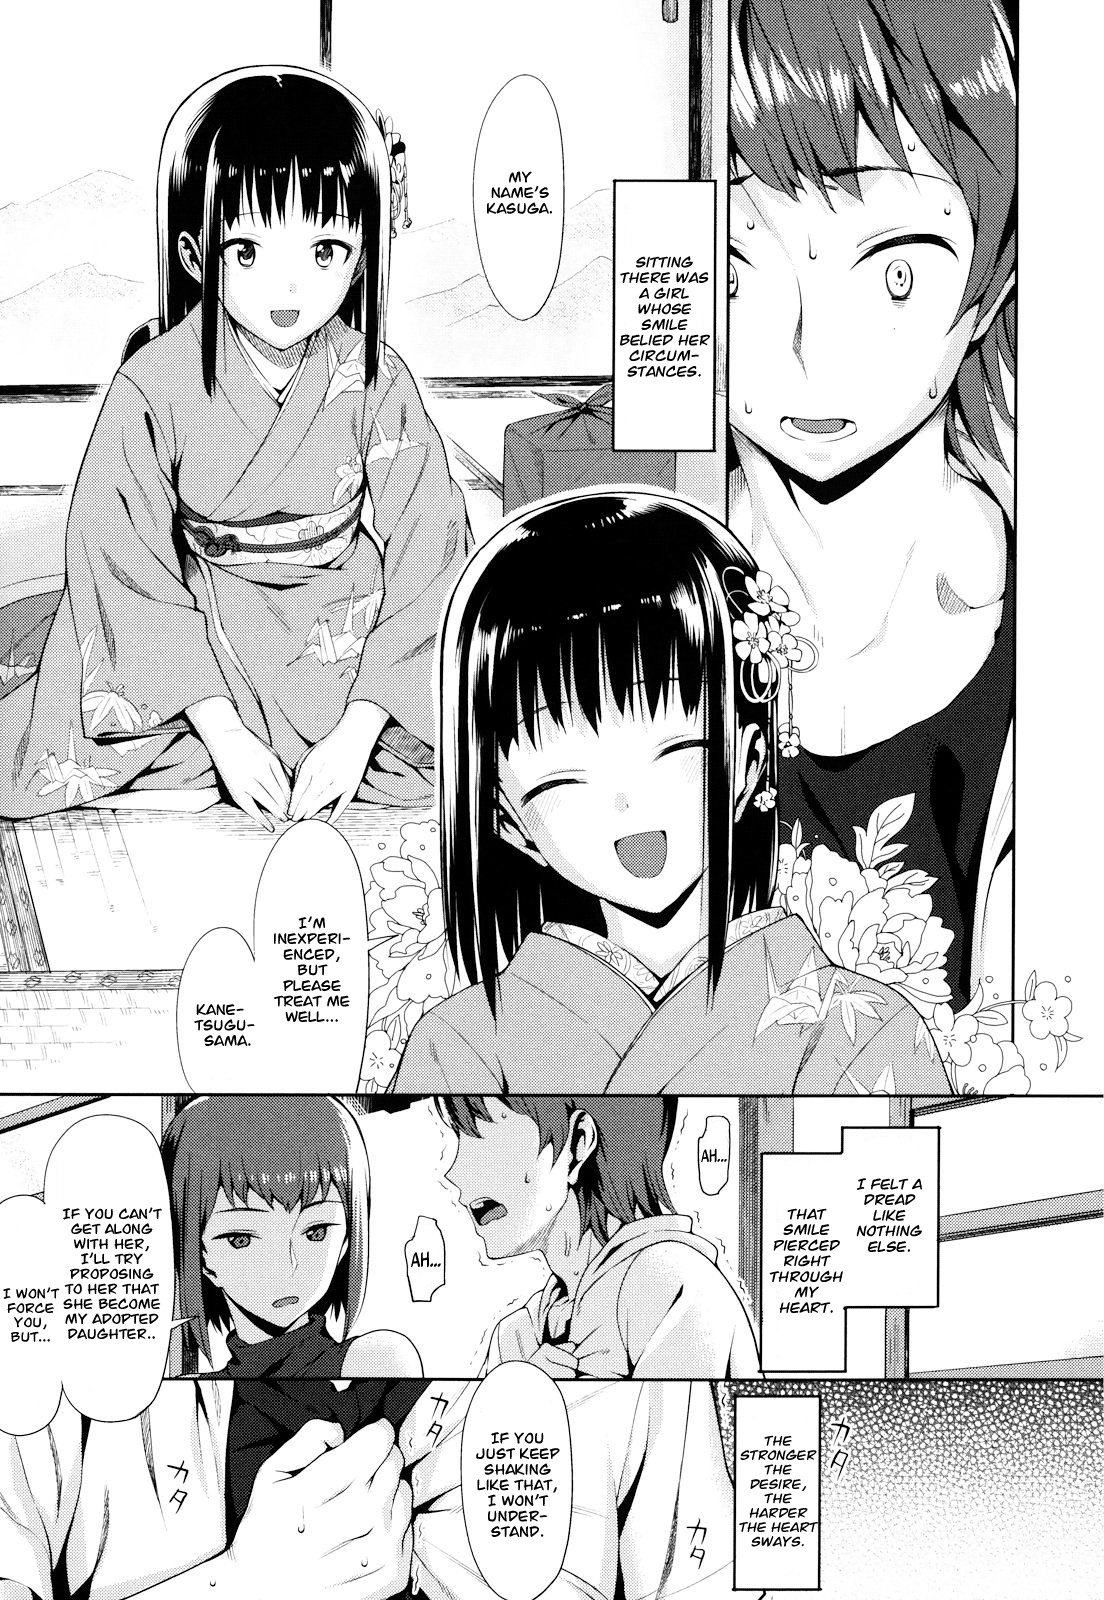 MY
NAME'S
KASUGA.
SITTING
THERE WAS
A GIRL
WHOSE
SMILE
BELIED HER
CIRCUM-
STANCES.
I'M
INEXPERI-
ENCED,
BUT
PLEASE
TREAT ME
WELL...
KANE-
TSUGU-
SAMA.
I FELT A
DREAD
LIKE
NOTHING
ELSE.
THAT
SMILE
PIERCED
RIGHT
THROUGH
MY
HEART.
AH...
AH...
IF YOU CAN'T
GET ALONG
WITH HER,
I'LL TRY
PROPOSING
TO HER THAT
SHE BECOME
MY ADOPTED
DAUGHTER..
I WON'T
FORCE
YOU,
BUT...
THE
STRONGER
THE
DESIRE,
THE
HARDER
THE HEART
SWAYS.
カタ
カタ
IF YOU
JUST KEEP
SHAKING
LIKE THAT,
I WON'T
UNDER-
STAND.
カタ
カタ